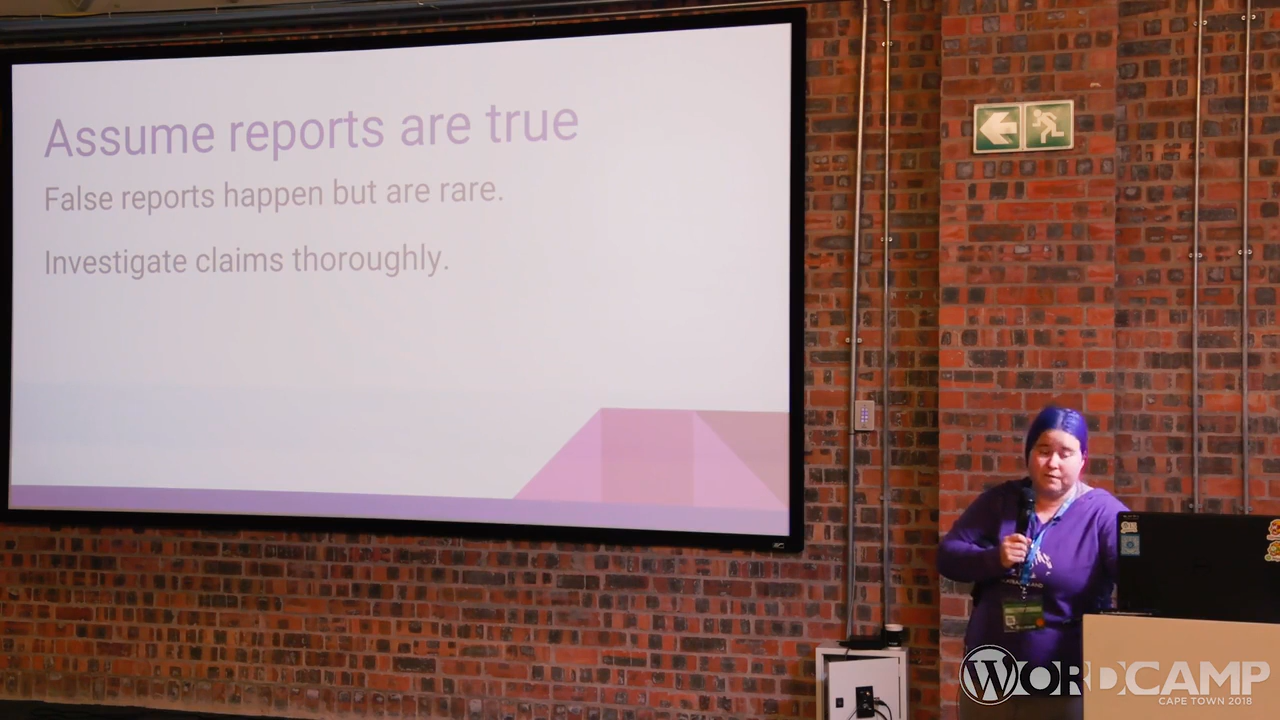 Assume reports are true
False reports happen but are rare.
Investigate claims thoroughly.
WORDCAMP
CAPE TOWN 2018